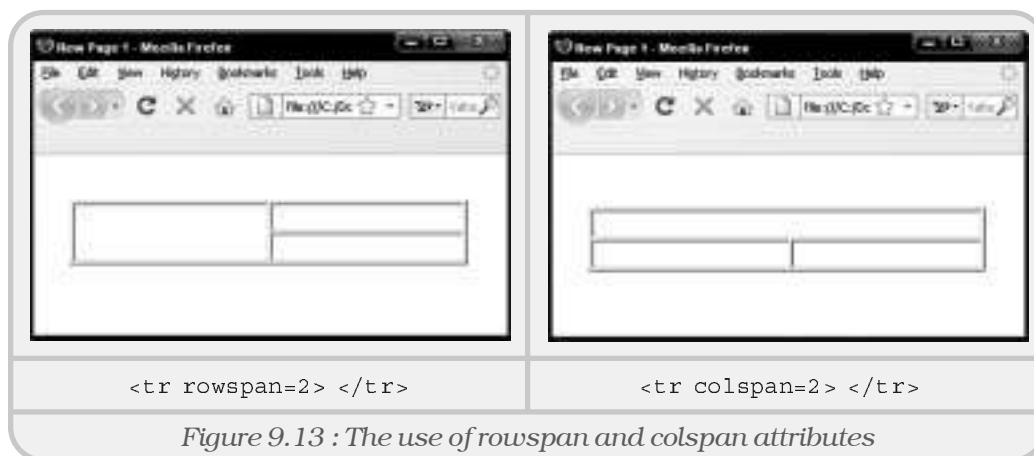 New Page 1 - Mozilla Firefox
File Edit View History Bookmarks Tools Help
New Page 1 - Mozilla Firefox
File Edit View History Bookmarks Tools Help
<tr rowspan=2> </tr>
<tr colspan=2> </tr>
Figure 9.13 : The use of rowspan and colspan attributes